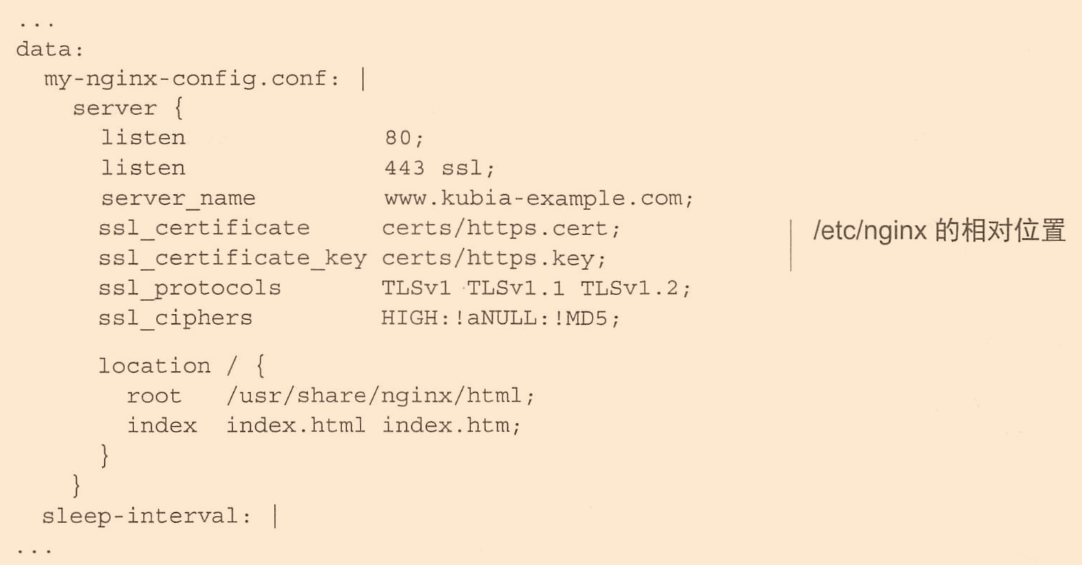 ...
data:
  my-nginx-config.conf: |
    server {
      listen              80;
      listen              443 ssl;
      server_name         www.kubia-example.com;
      ssl_certificate     certs/https.cert;
      ssl_certificate_key certs/https.key;
      /etc/nginx 的相对位置
      ssl_protocols       TLSv1 TLSv1.1 TLSv1.2;
      ssl_ciphers         HIGH:!aNULL:!MD5;
      location / {
        root   /usr/share/nginx/html;
        index  index.html index.htm;
      }
    }
  sleep-interval: |
...